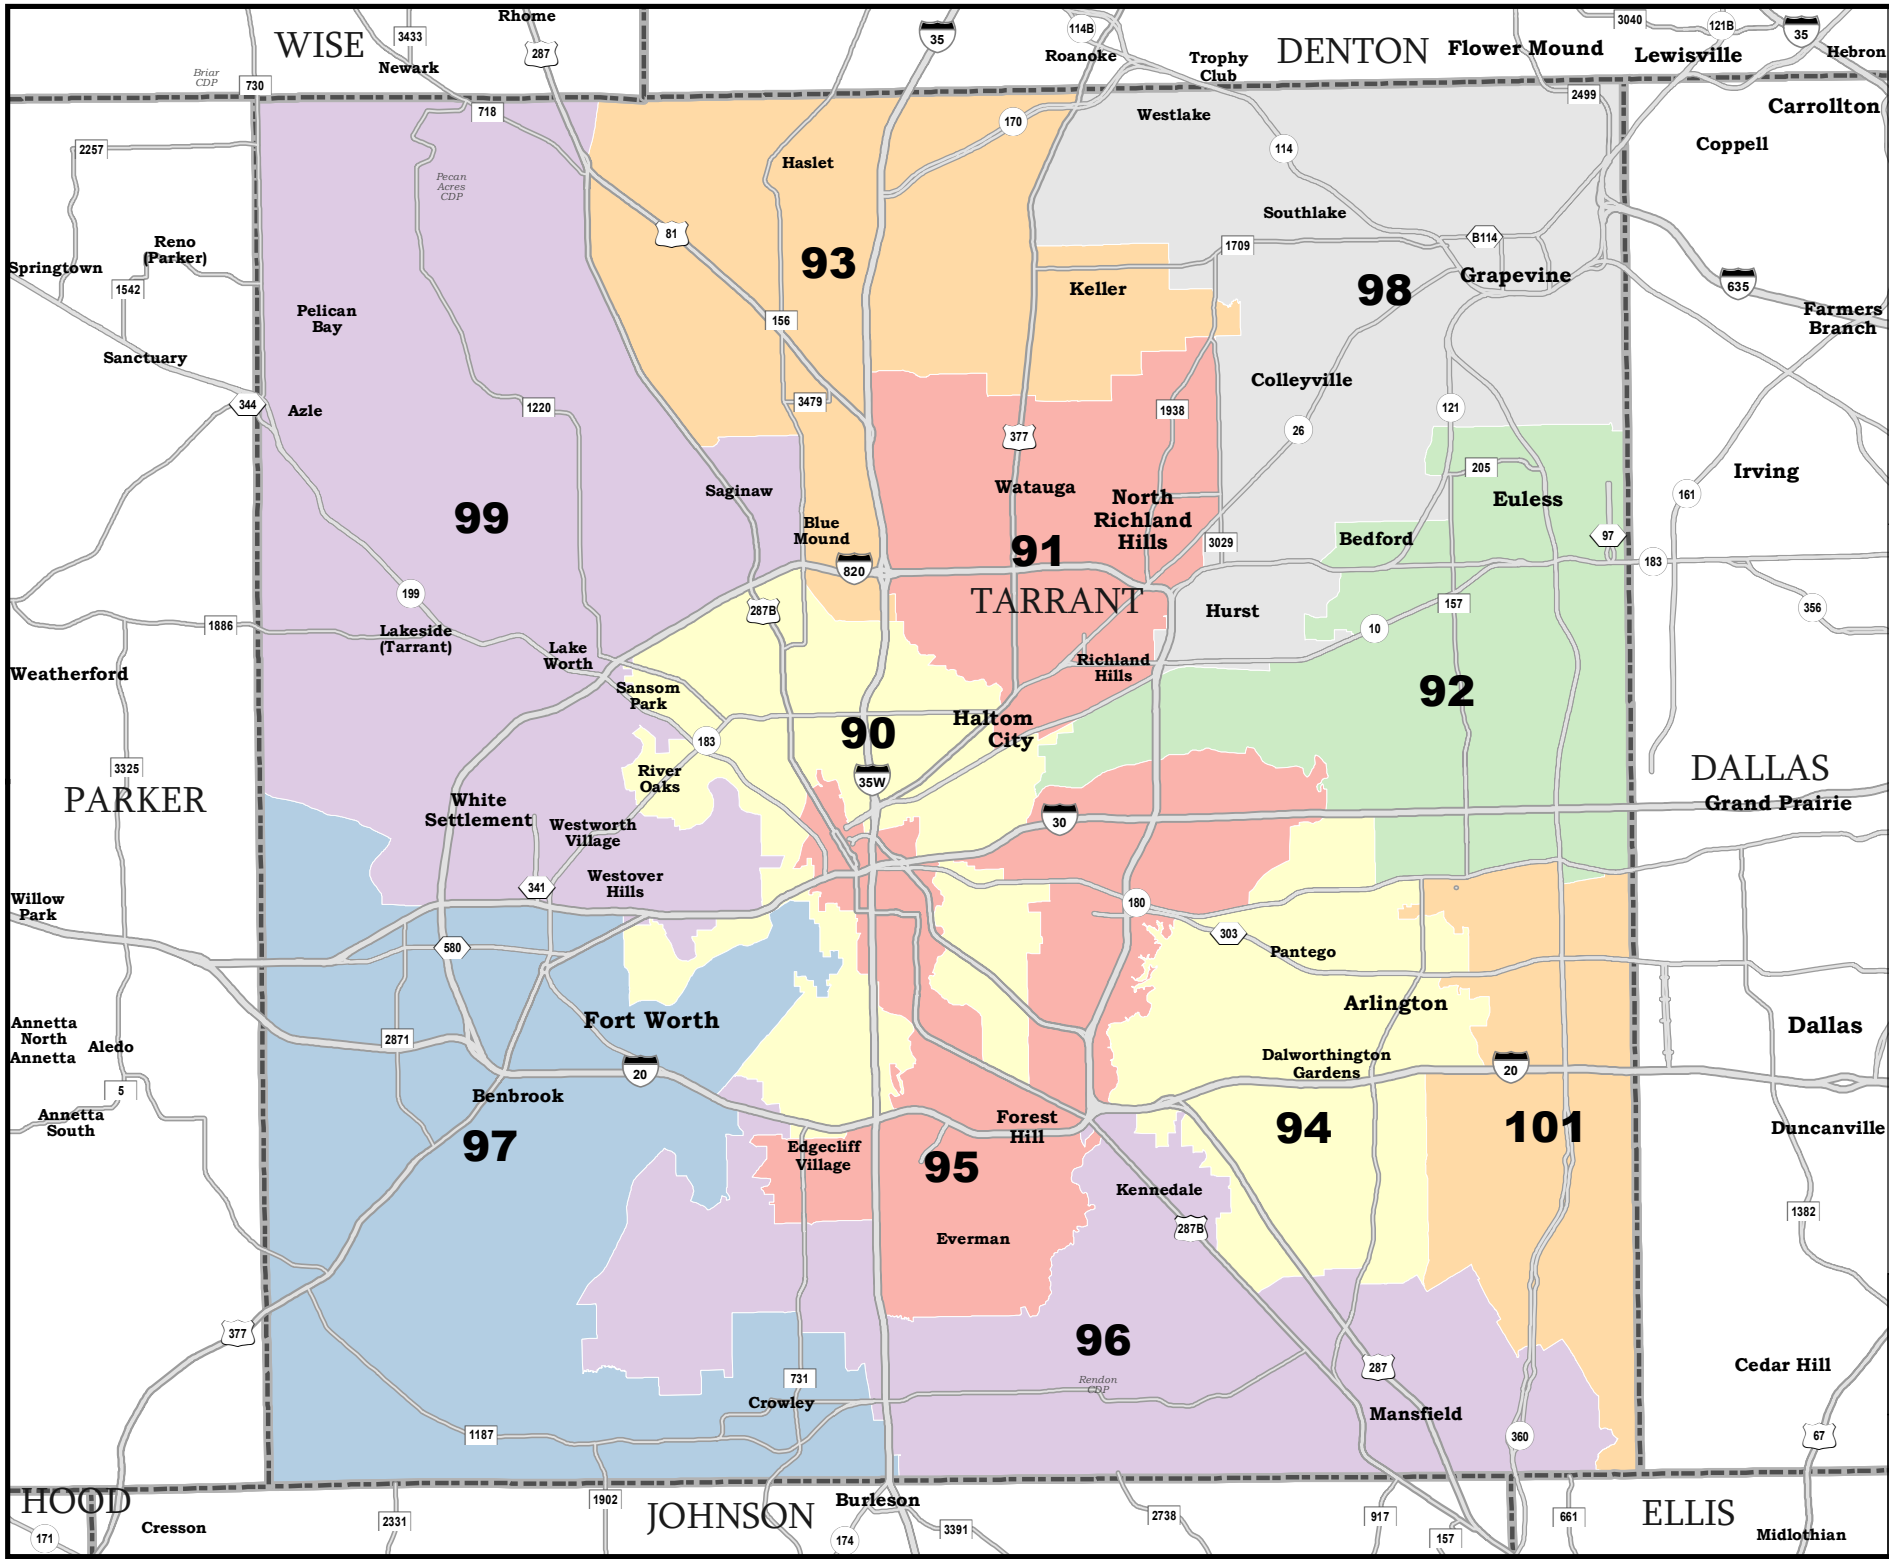 Rhome
WISE
3433
Newark
287
35
114B
Roanoke
Trophy
Club
DENTON
Flower Mound
3040
121B
Lewisville
35
Hebron
Briar
CDP
730
718
170
Westlake
2499
Carrollton
Coppell
2257
Pecan
Acres
CDP
Haslet
114
81
Southlake
1709
B114
Reno
(Parker)
Springtown
1542
93
Keller
98
Grapevine
635
Pelican
Bay
156
Farmers
Branch
Sanctuary
344
Azle
1220
3479
1938
Colleyville
121
26
377
205
Irving
161
99
Saginaw
Watauga
North
Richland
Hills
Euless
Blue
Mound
820
91
3029
Bedford
97
183
199
287B
TARRANT
Hurst
157
356
1886
Lakeside
(Tarrant)
10
Lake
Worth
Richland
Hills
Weatherford
Sansom
Park
92
183
90
Haltom
City
3325
River
Oaks
35W
DALLAS
PARKER
White
Settlement
Westworth
Village
30
Grand Prairie
341
Westover
Hills
Willow
Park
180
303
580
Pantego
Annetta
North
Annetta
Aledo
2871
Fort Worth
Arlington
Dallas
5
20
Dalworthington
Gardens
20
Annetta
South
Benbrook
97
Edgecliff
Village
Forest
Hill
95
94
101
Duncanville
Kennedale
287B
1382
Everman
377
96
287
Cedar Hill
731
Rendon
CDP
Crowley
Mansfield
1187
360
67
HOOD
171
Cresson
2331
1902
JOHNSON
Burleson
174
3391
2738
917
157
661
ELLIS
Midlothian